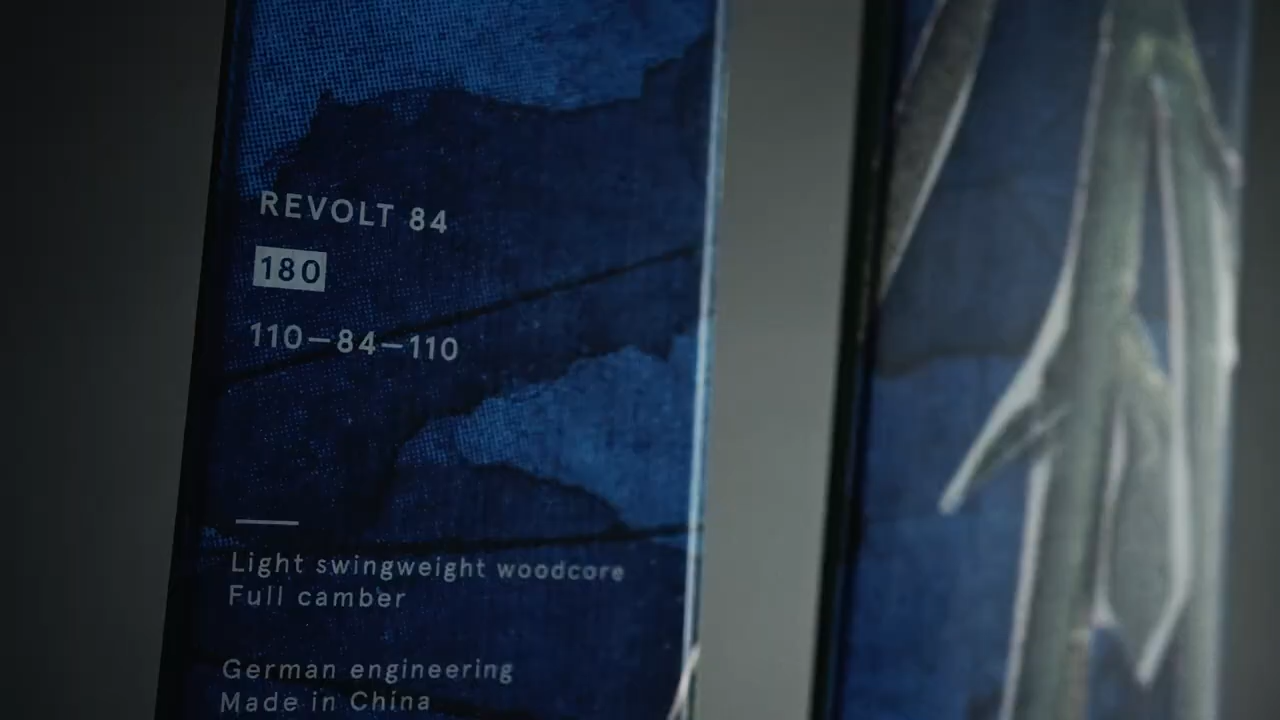 REVOLT 84
180
110–84–110
Light swingweight woodcore
Full camber
German engineering
Made in China